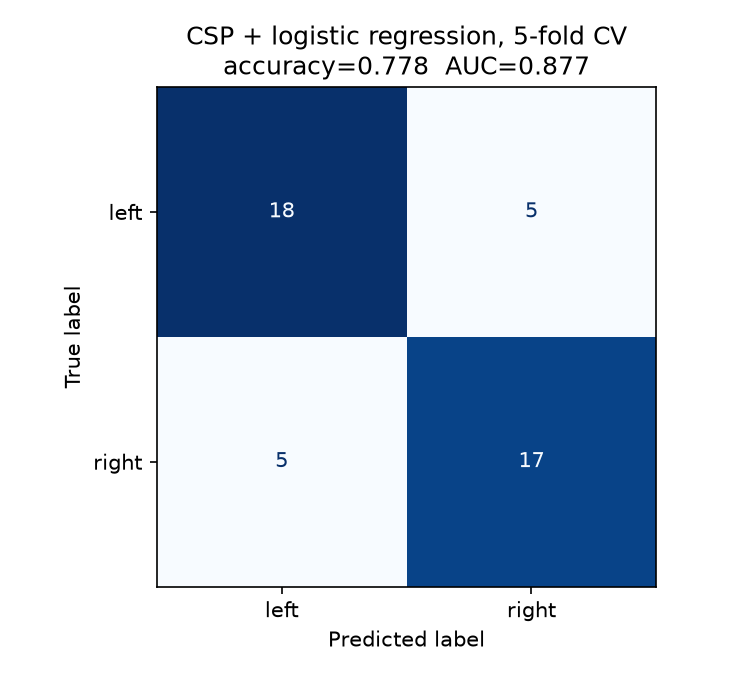 CSP + logistic regression, 5-fold CV
accuracy=0.778  AUC=0.877
left
18
5
True label
right
5
17
left
right
Predicted label